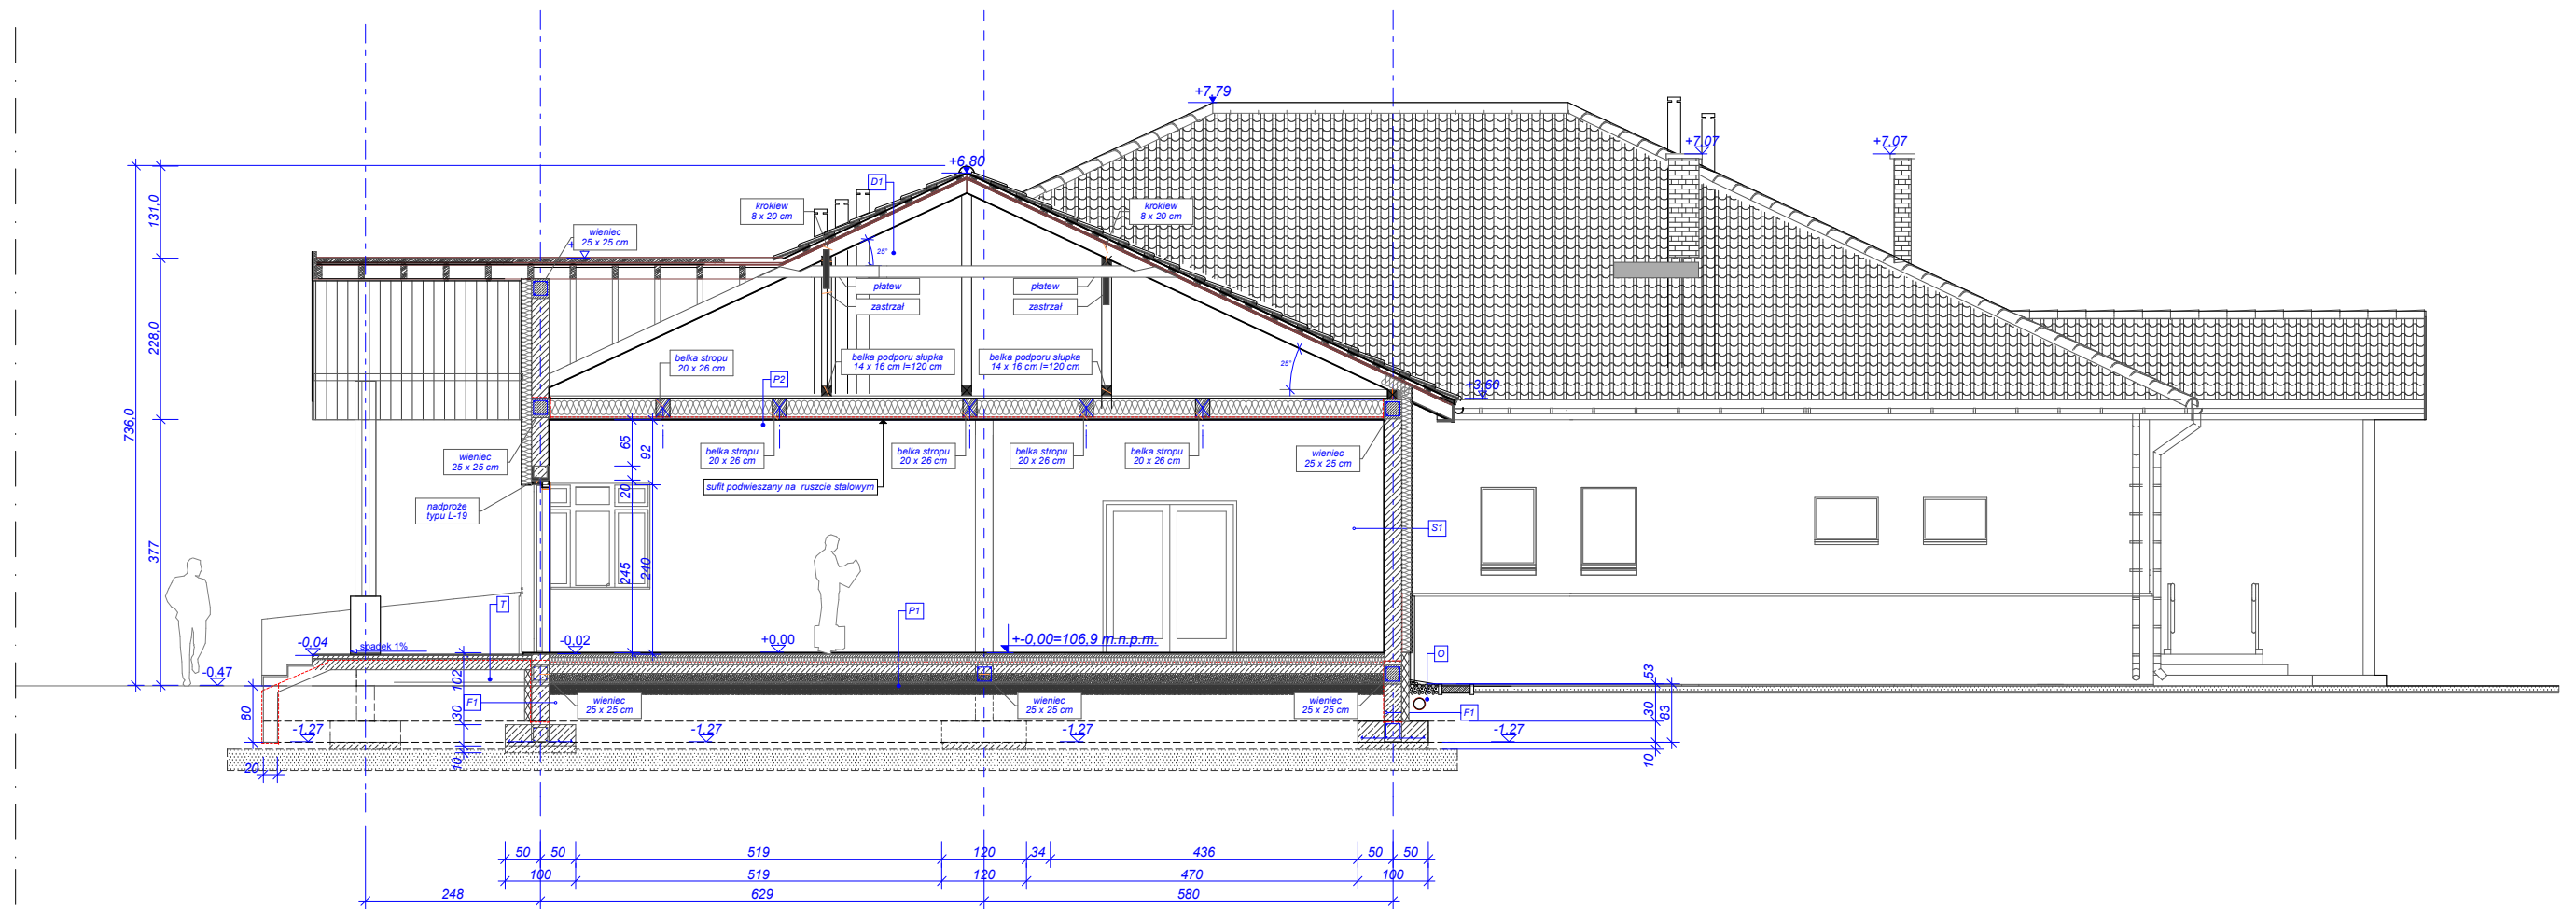 +7,79
+7,07
+7,07
+6,80
D1
krokiew
8 x 20 cm
krokiew
8 x 20 cm
131,0
wieniec
25 x 25 cm
25°
płatew
płatew
zastrzał
zastrzał
228,0
belka stropu
20 x 26 cm
belka podporu słupka
14 x 16 cm l=120 cm
belka podporu słupka
14 x 16 cm l=120 cm
25°
P2
+3,60
736,0
65
92
wieniec
25 x 25 cm
belka stropu
20 x 26 cm
belka stropu
20 x 26 cm
belka stropu
20 x 26 cm
belka stropu
20 x 26 cm
wieniec
25 x 25 cm
sufit podwieszany na ruszcie stalowym
20
nadproże
typu L-19
S1
377
245
240
T
P1
-0,04
spadek 1%
-0,02
+0,00
+-0,00=106,9 m.n.p.m.
O
-0,47
102
53
F1
wieniec
25 x 25 cm
wieniec
25 x 25 cm
wieniec
25 x 25 cm
F1
80
30
30
83
-1,27
-1,27
-1,27
-1,27
20
10
10
50
50
519
120
34
436
50
50
100
519
120
470
100
248
629
580